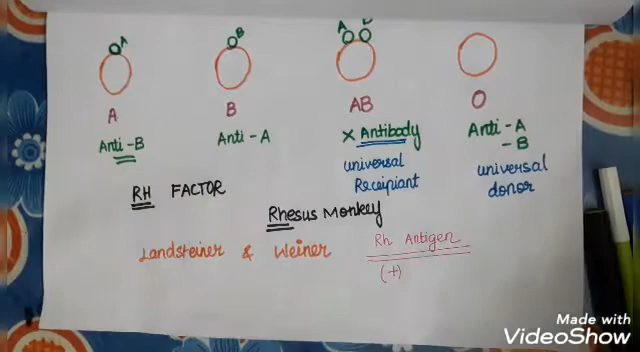 A
B
A
A
B
AB
O
Anti-B
Anti-A
x Antibody
Anti-A
-B
universal
Receipiant
universal
donor
RH FACTOR
Rhesus Monkey
Landsteiner & Weiner
Rh Antigen
(+)
Made with
VideoShow